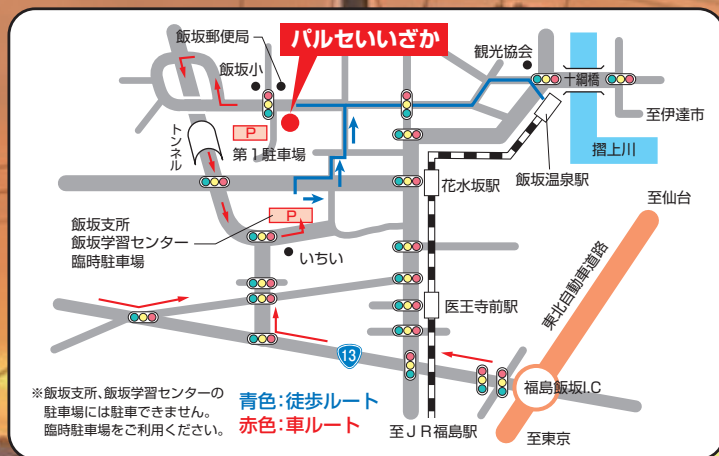 飯坂郵便局
パルセいいざか
観光協会
飯坂小
十綱橋
至伊達市
トンネル
P
第1駐車場
摺上川
飯坂温泉駅
花水坂駅
至仙台
P
飯坂支所
飯坂学習センター
臨時駐車場
いちい
東北自動車道路
医王寺前駅
13
福島飯坂I.C
※飯坂支所、飯坂学習センターの
駐車場には駐車できません。
臨時駐車場をご利用ください。
青色:徒歩ルート
赤色:車ルート
至JR福島駅
至東京